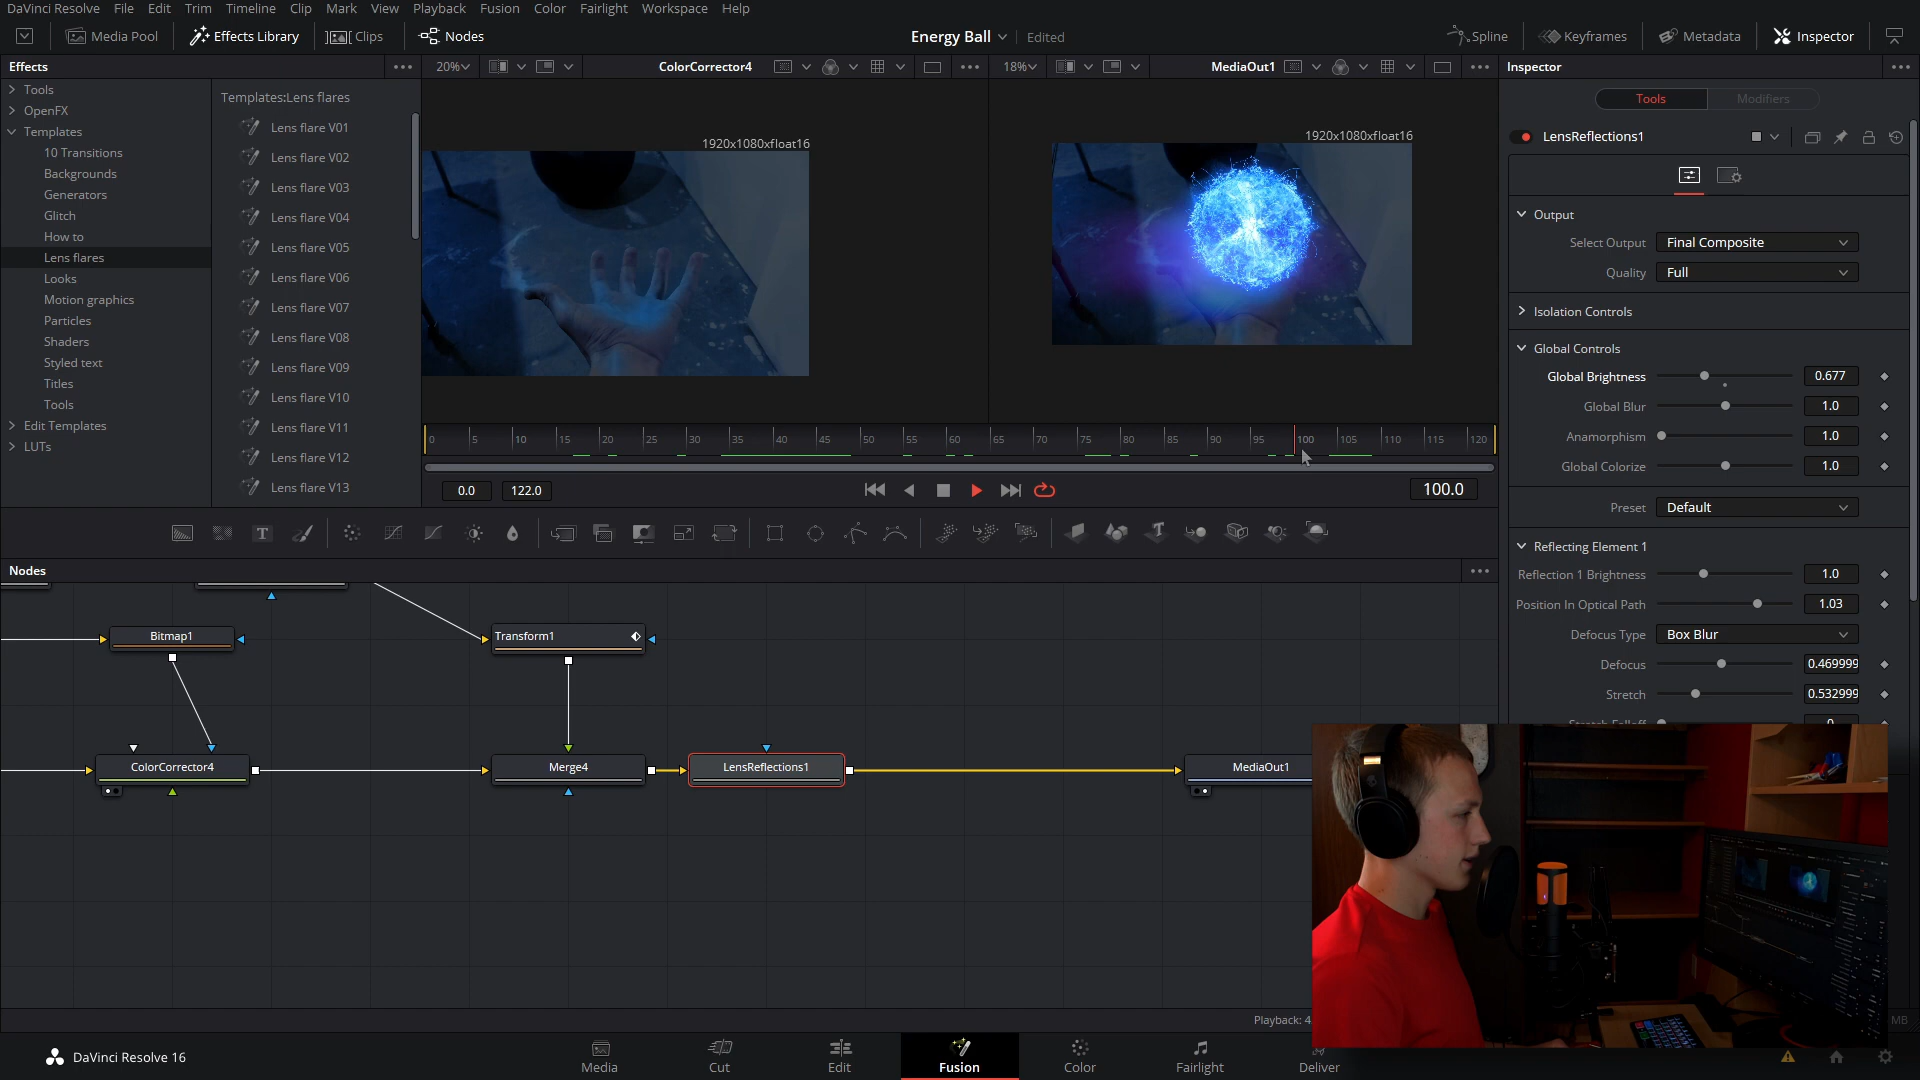 DaVinci Resolve File Edit Trim Timeline Clip Mark View Playback Fusion Color Fairlight Workspace Help
Media Pool Effects Library Clips Nodes Energy Ball Edited Spline Keyframes Metadata Inspector
Effects 20% ColorCorrector4 18% MediaOut1 Inspector
Tools
OpenFX
Templates
10 Transitions
Backgrounds
Generators
Glitch
How to
Lens flares
Looks
Motion graphics
Particles
Shaders
Styled text
Titles
Tools
Edit Templates
LUTs
Templates:Lens flares
Lens flare V01
Lens flare V02
Lens flare V03
Lens flare V04
Lens flare V05
Lens flare V06
Lens flare V07
Lens flare V08
Lens flare V09
Lens flare V10
Lens flare V11
Lens flare V12
Lens flare V13
1920x1080xfloat16
1920x1080xfloat16
0 5 10 15 20 25 30 35 40 45 50 55 60 65 70 75 80 85 90 95 100 105 110 115 120
0.0 122.0 100.0
Tools Modifiers
LensReflections1
Output
Select Output Final Composite
Quality Full
Isolation Controls
Global Controls
Global Brightness 0.677
Global Blur 1.0
Anamorphism 1.0
Global Colorize 1.0
Preset Default
Reflecting Element 1
Reflection 1 Brightness 1.0
Position In Optical Path 1.03
Defocus Type Box Blur
Defocus 0.469999
Stretch 0.532999
Stretch Falloff 0
T
Nodes
Bitmap1 Transform1
ColorCorrector4 Merge4 LensReflections1 MediaOut1
Playback: 4
MB
DaVinci Resolve 16
Media Cut Edit Fusion Color Fairlight Deliver